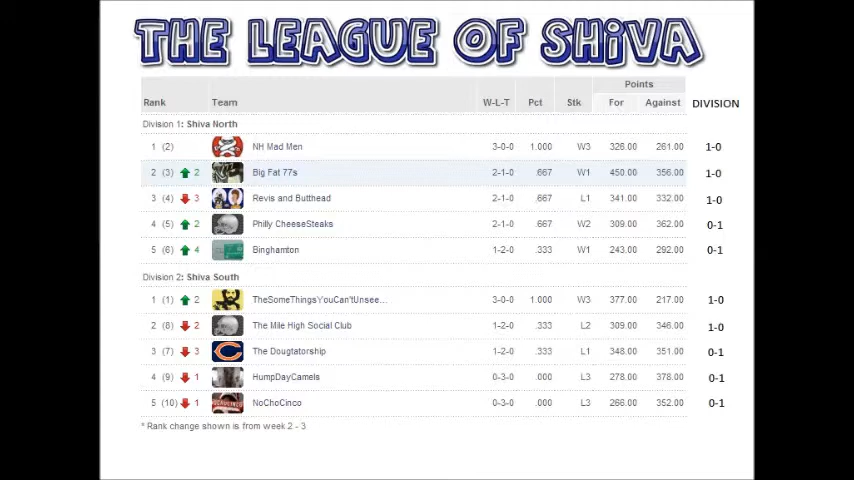 THE LEAGUE OF SHiVA
Points
Rank Team W-L-T Pct Stk For Against DIVISION
Division 1: Shiva North
1 (2) NH Mad Men 3-0-0 1.000 W3 326.00 261.00 1-0
2 (3) 2 Big Fat 77s 2-1-0 .667 W1 450.00 356.00 1-0
3 (4) 3 Revis and Butthead 2-1-0 .667 L1 341.00 332.00 1-0
4 (5) 2 Philly CheeseSteaks 2-1-0 .667 W2 309.00 362.00 0-1
5 (6) 4 Binghamton 1-2-0 .333 W1 243.00 292.00 0-1
Division 2: Shiva South
1 (1) 2 TheSomeThingsYouCan'tUnsee... 3-0-0 1.000 W3 377.00 217.00 1-0
2 (8) 2 The Mile High Social Club 1-2-0 .333 L2 309.00 346.00 1-0
3 (7) 3 The Dougtatorship 1-2-0 .333 L1 348.00 351.00 0-1
4 (9) 1 HumpDayCamels 0-3-0 .000 L3 278.00 378.00 0-1
5 (10) 1 NoChoCinco 0-3-0 .000 L3 266.00 352.00 0-1
* Rank change shown is from week 2 - 3